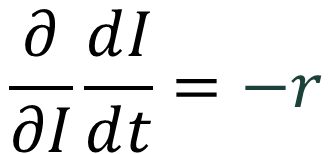 ∂/∂I dI/dt = −r